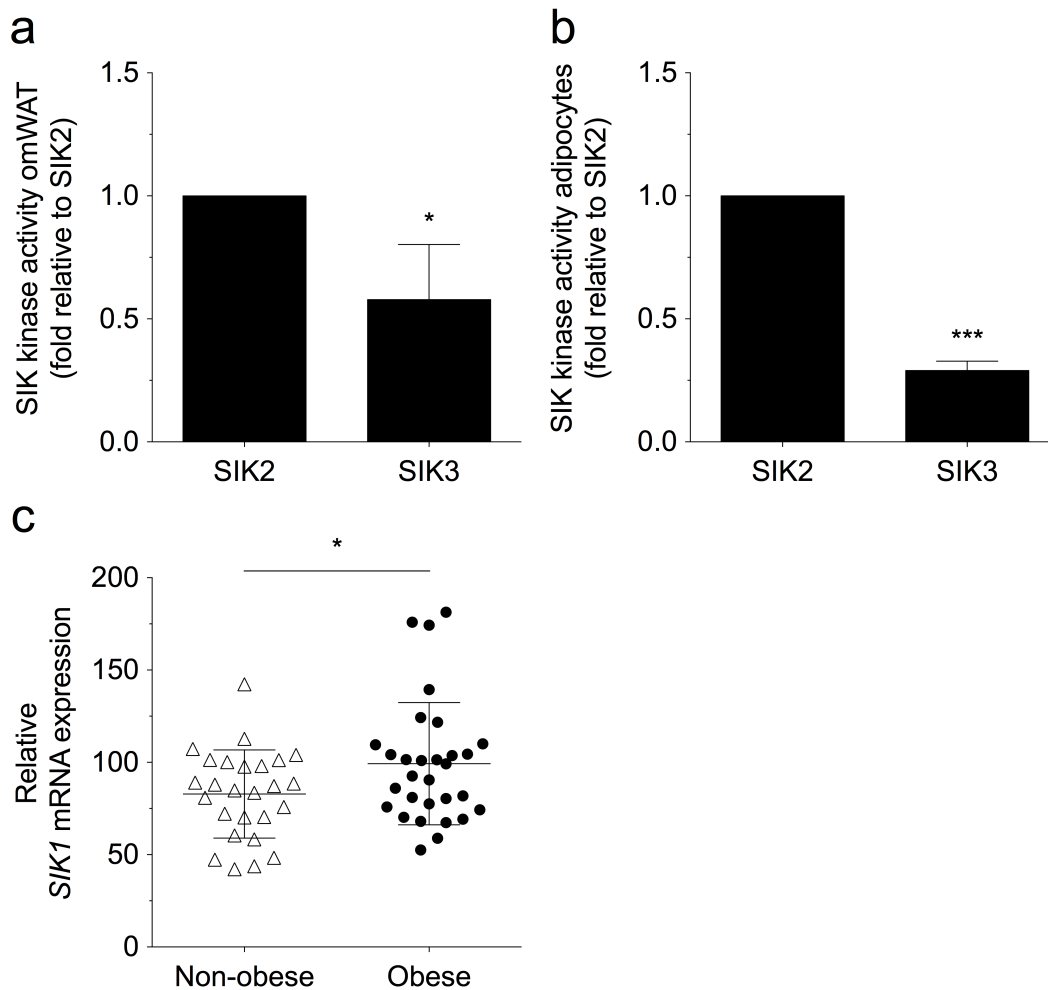 a
SIK kinase activity omWAT
(fold relative to SIK2)
1.5
1.0
0.5
0.0
*
SIK2
SIK3
b
SIK kinase activity adipocytes
(fold relative to SIK2)
1.5
1.0
0.5
0.0
***
SIK2
SIK3
c
Relative
SIK1 mRNA expression
200
150
100
50
0
*
Non-obese
Obese